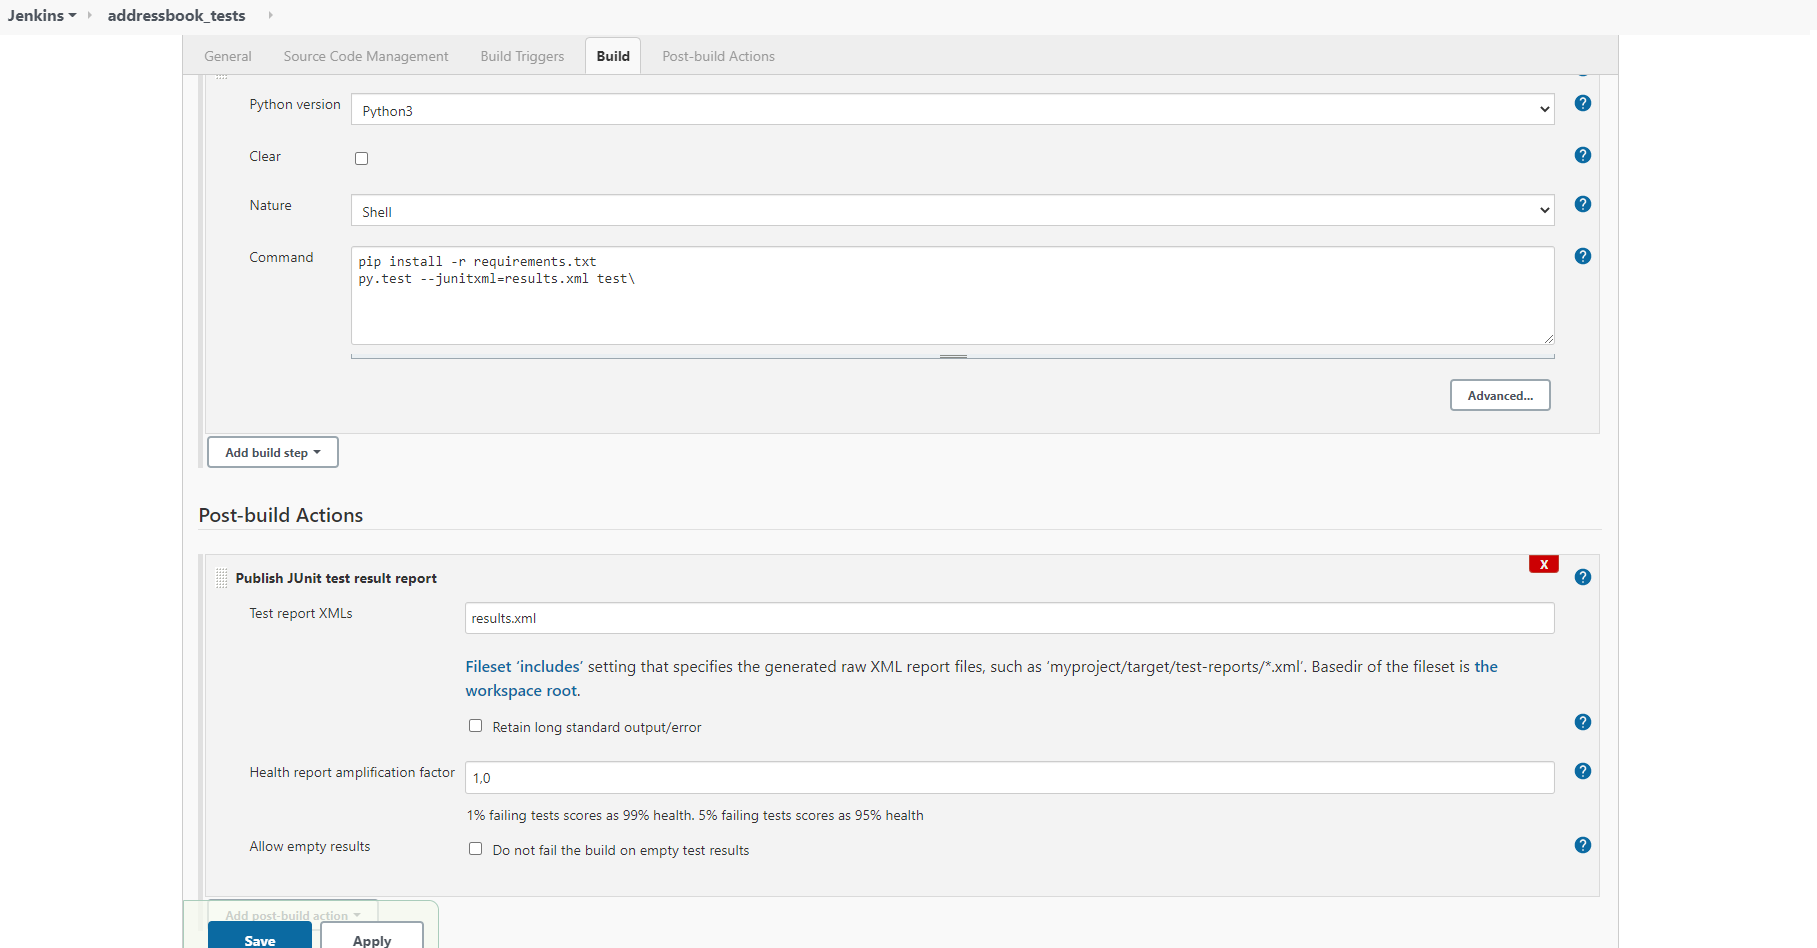 Jenkins
addressbook_tests
General
Source Code Management
Build Triggers
Build
Post-build Actions
Python version
Python3
?
Clear
?
Nature
Shell
?
Command
pip install -r requirements.txt
py.test --junitxml=results.xml test\
?
Advanced...
Add build step
Post-build Actions
X
Publish JUnit test result report
?
Test report XMLs
results.xml
Fileset 'includes' setting that specifies the generated raw XML report files, such as 'myproject/target/test-reports/*.xml'. Basedir of the fileset is the
workspace root.
Retain long standard output/error
?
Health report amplification factor
1,0
?
1% failing tests scores as 99% health. 5% failing tests scores as 95% health
Allow empty results
Do not fail the build on empty test results
?
Add post-build action
Save
Apply